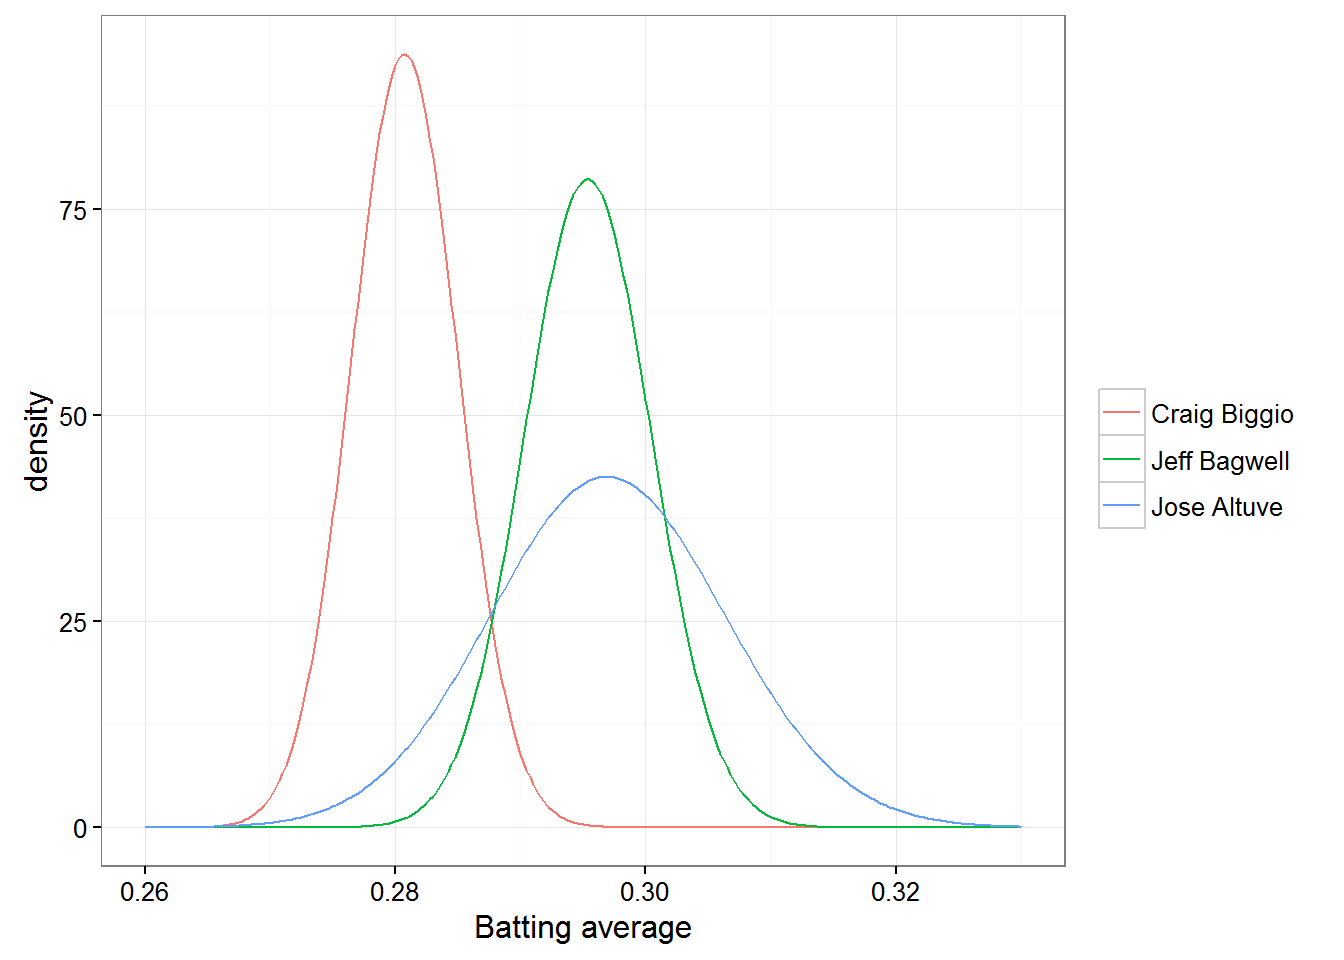 density
75
50
25
0
0.26 0.28 0.30 0.32
Batting average
Craig Biggio
Jeff Bagwell
Jose Altuve